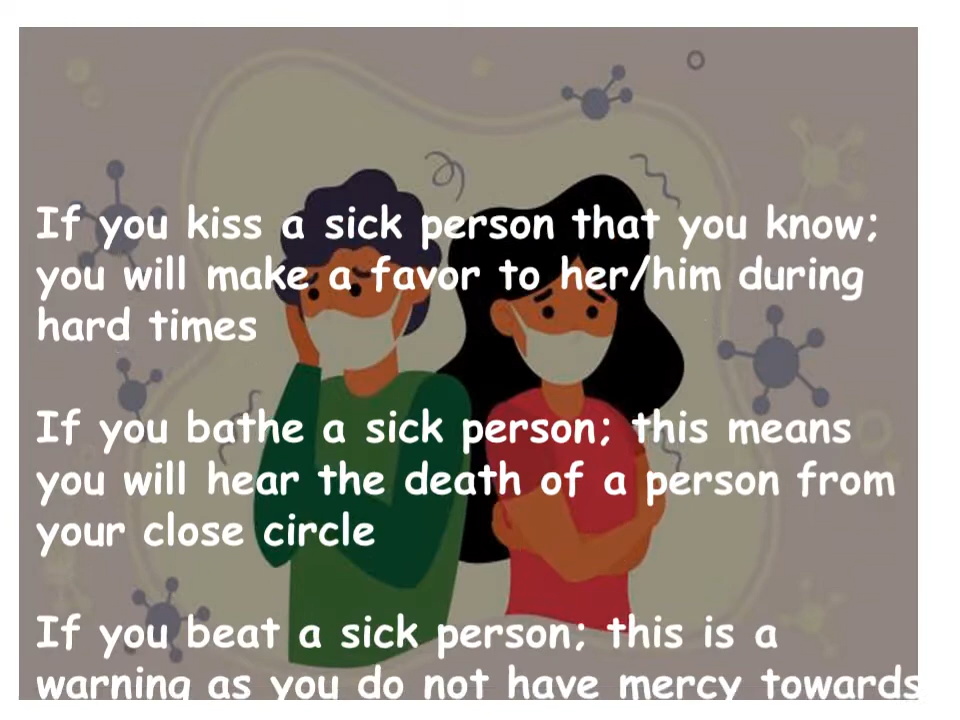 If you kiss a sick person that you know;
you will make a favor to her/him during
hard times
If you bathe a sick person; this means
you will hear the death of a person from
your close circle
If you beat a sick person; this is a
warning as you do not have mercy towards